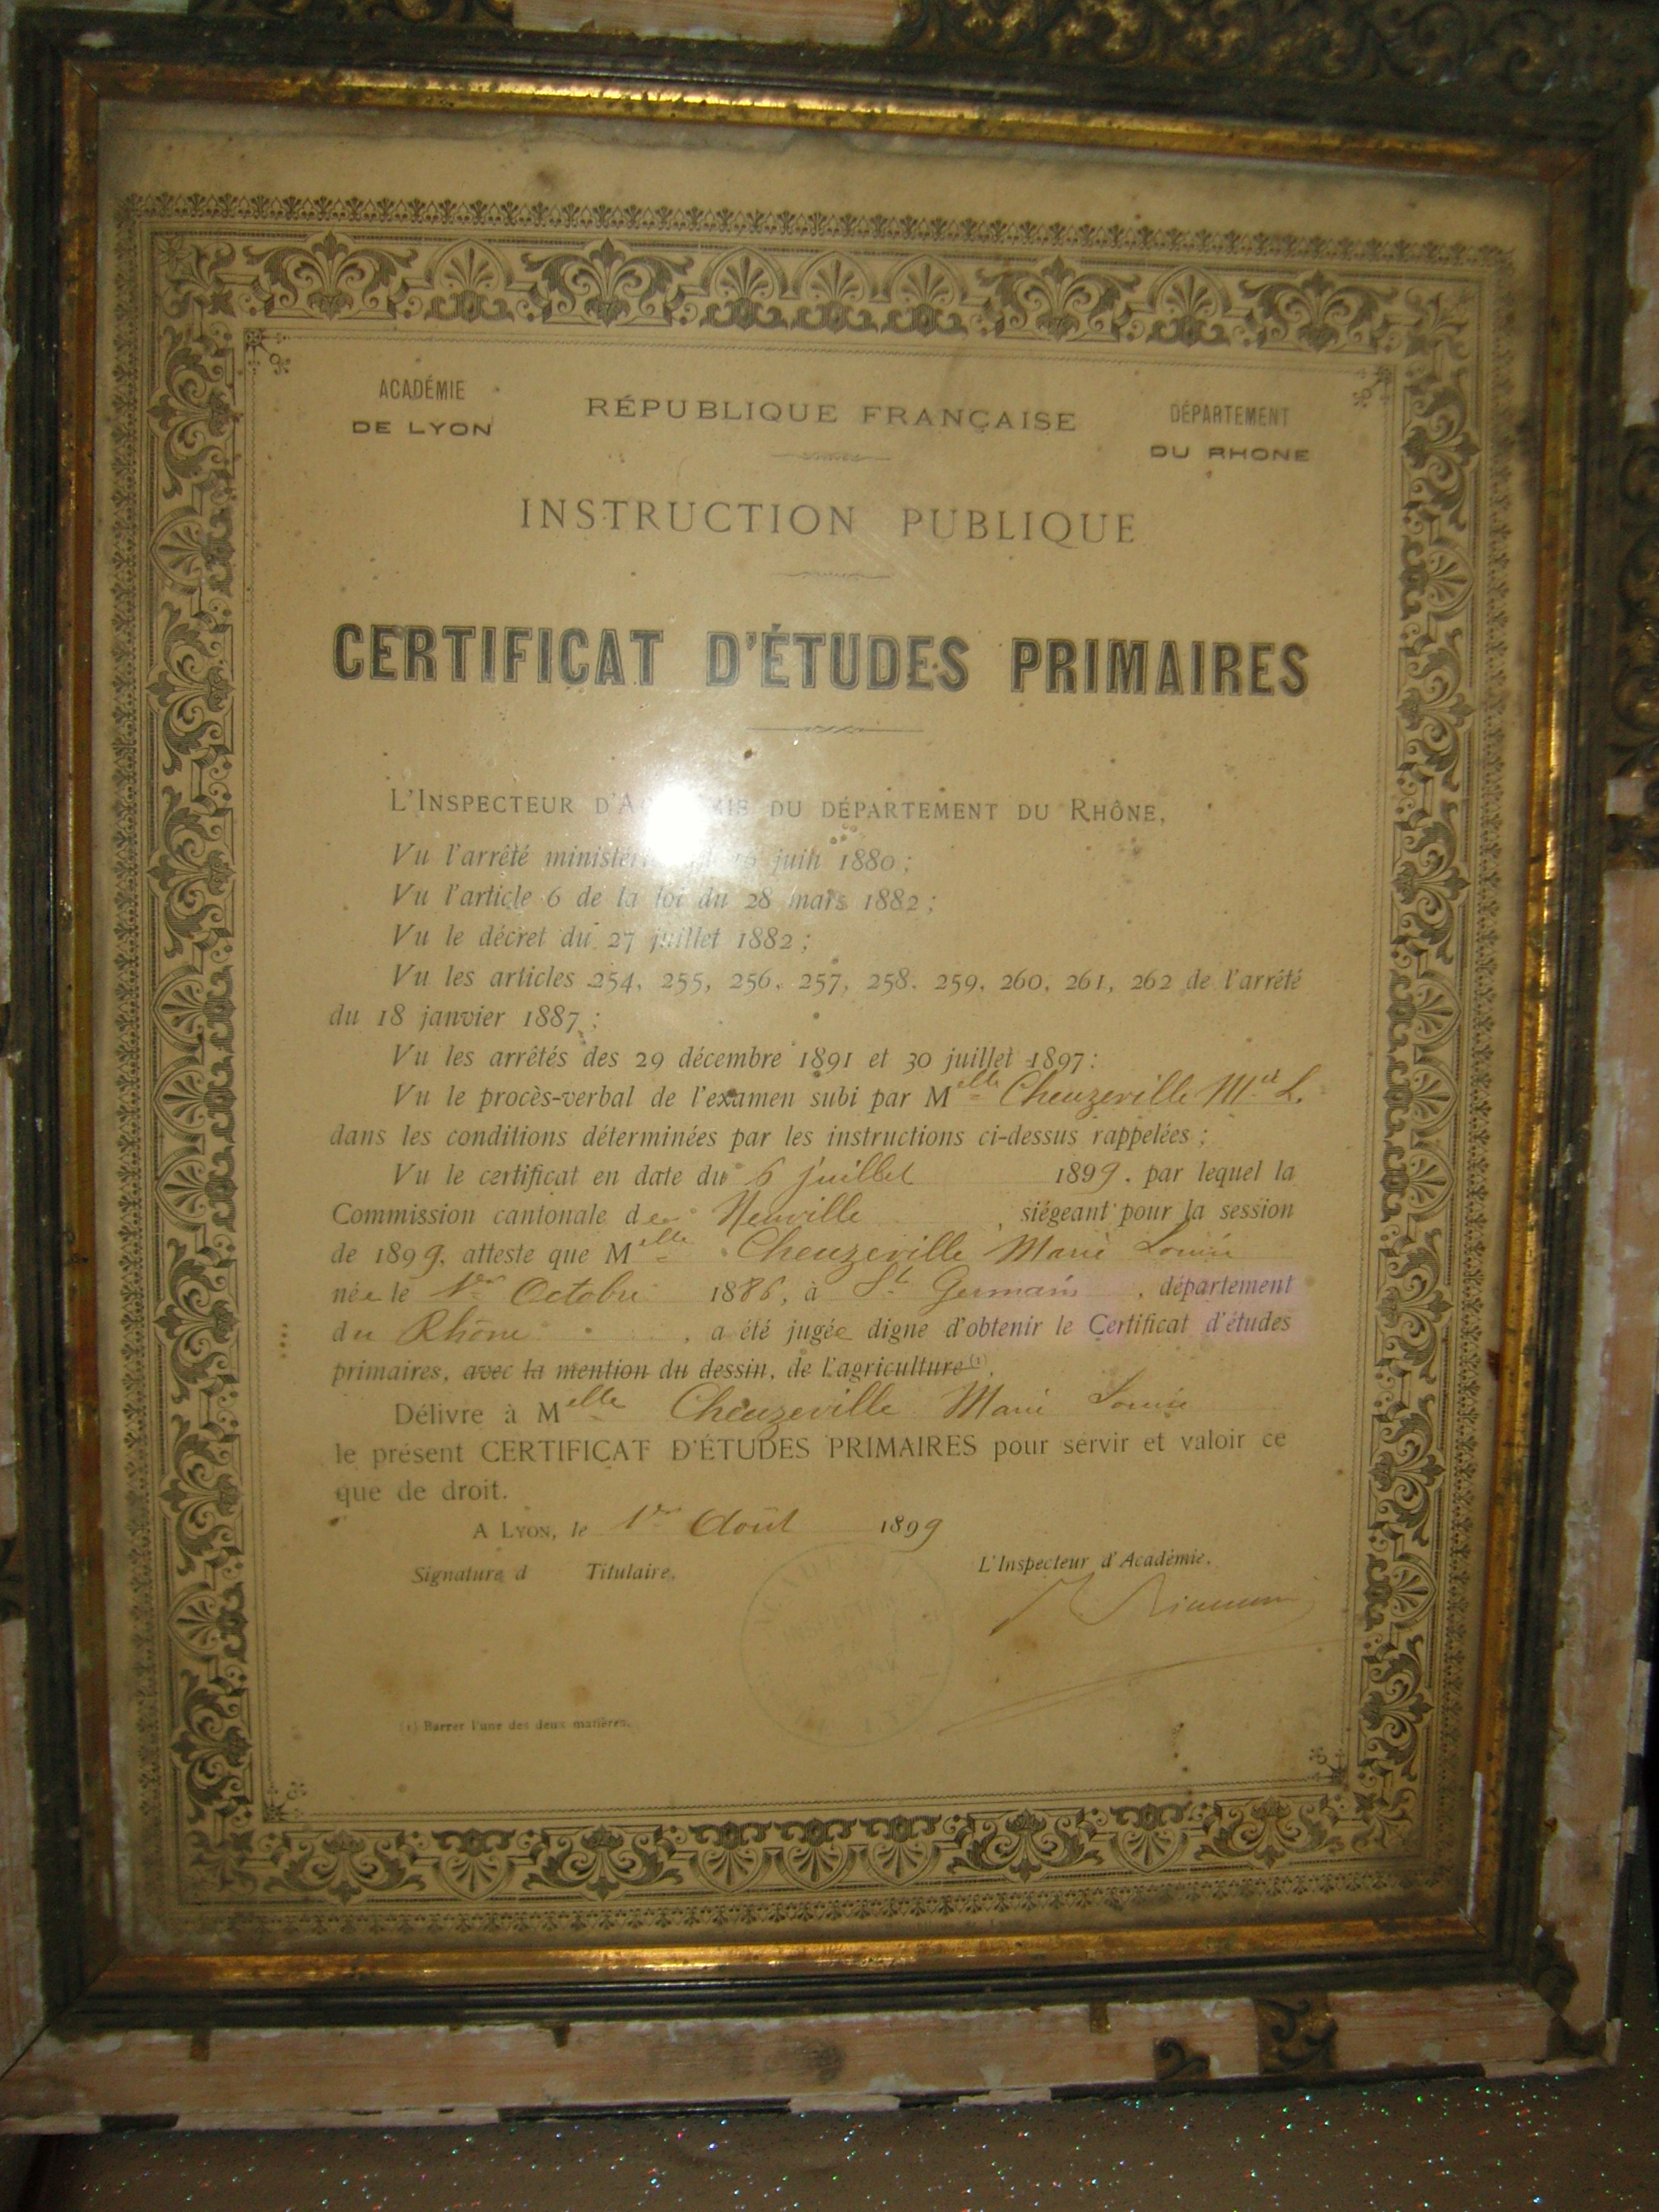 ACADÉMIE
DE LYON
RÉPUBLIQUE FRANÇAISE
DÉPARTEMENT
DU RHONE
INSTRUCTION PUBLIQUE
CERTIFICAT D'ÉTUDES PRIMAIRES
L'INSPECTEUR D'ACADÉMIE DU DÉPARTEMENT DU RHÔNE,
Vu l'arrêté ministériel du 16 juin 1880 ;
Vu l'article 6 de la loi du 28 mars 1882 ;
Vu le décret du 27 juillet 1882 ;
Vu les articles 254, 255, 256, 257, 258, 259, 260, 261, 262 de l'arrêté
du 18 janvier 1887 ;
Vu les arrêtés des 29 décembre 1891 et 30 juillet 1897 :
Vu le procès-verbal de l'examen subi par Melle Cheuzeville M. L.
dans les conditions déterminées par les instructions ci-dessus rappelées ;
Vu le certificat en date du 6 juillet 1899, par lequel la
Commission cantonale de Neuville, siégeant pour la session
de 1899, atteste que Melle Cheuzeville Marie Louise
née le 1er Octobre 1886, à St Germain, département
du Rhône, a été jugée digne d'obtenir le Certificat d'études
primaires, avec la mention du dessin, de l'agriculture (1).
Délivre à Melle Cheuzeville Marie Louise
le présent CERTIFICAT D'ÉTUDES PRIMAIRES pour servir et valoir ce
que de droit.
A LYON, le 1er Août 1899
Signature d Titulaire,
L'Inspecteur d'Académie,
(1) Barrer l'une des deux matières.